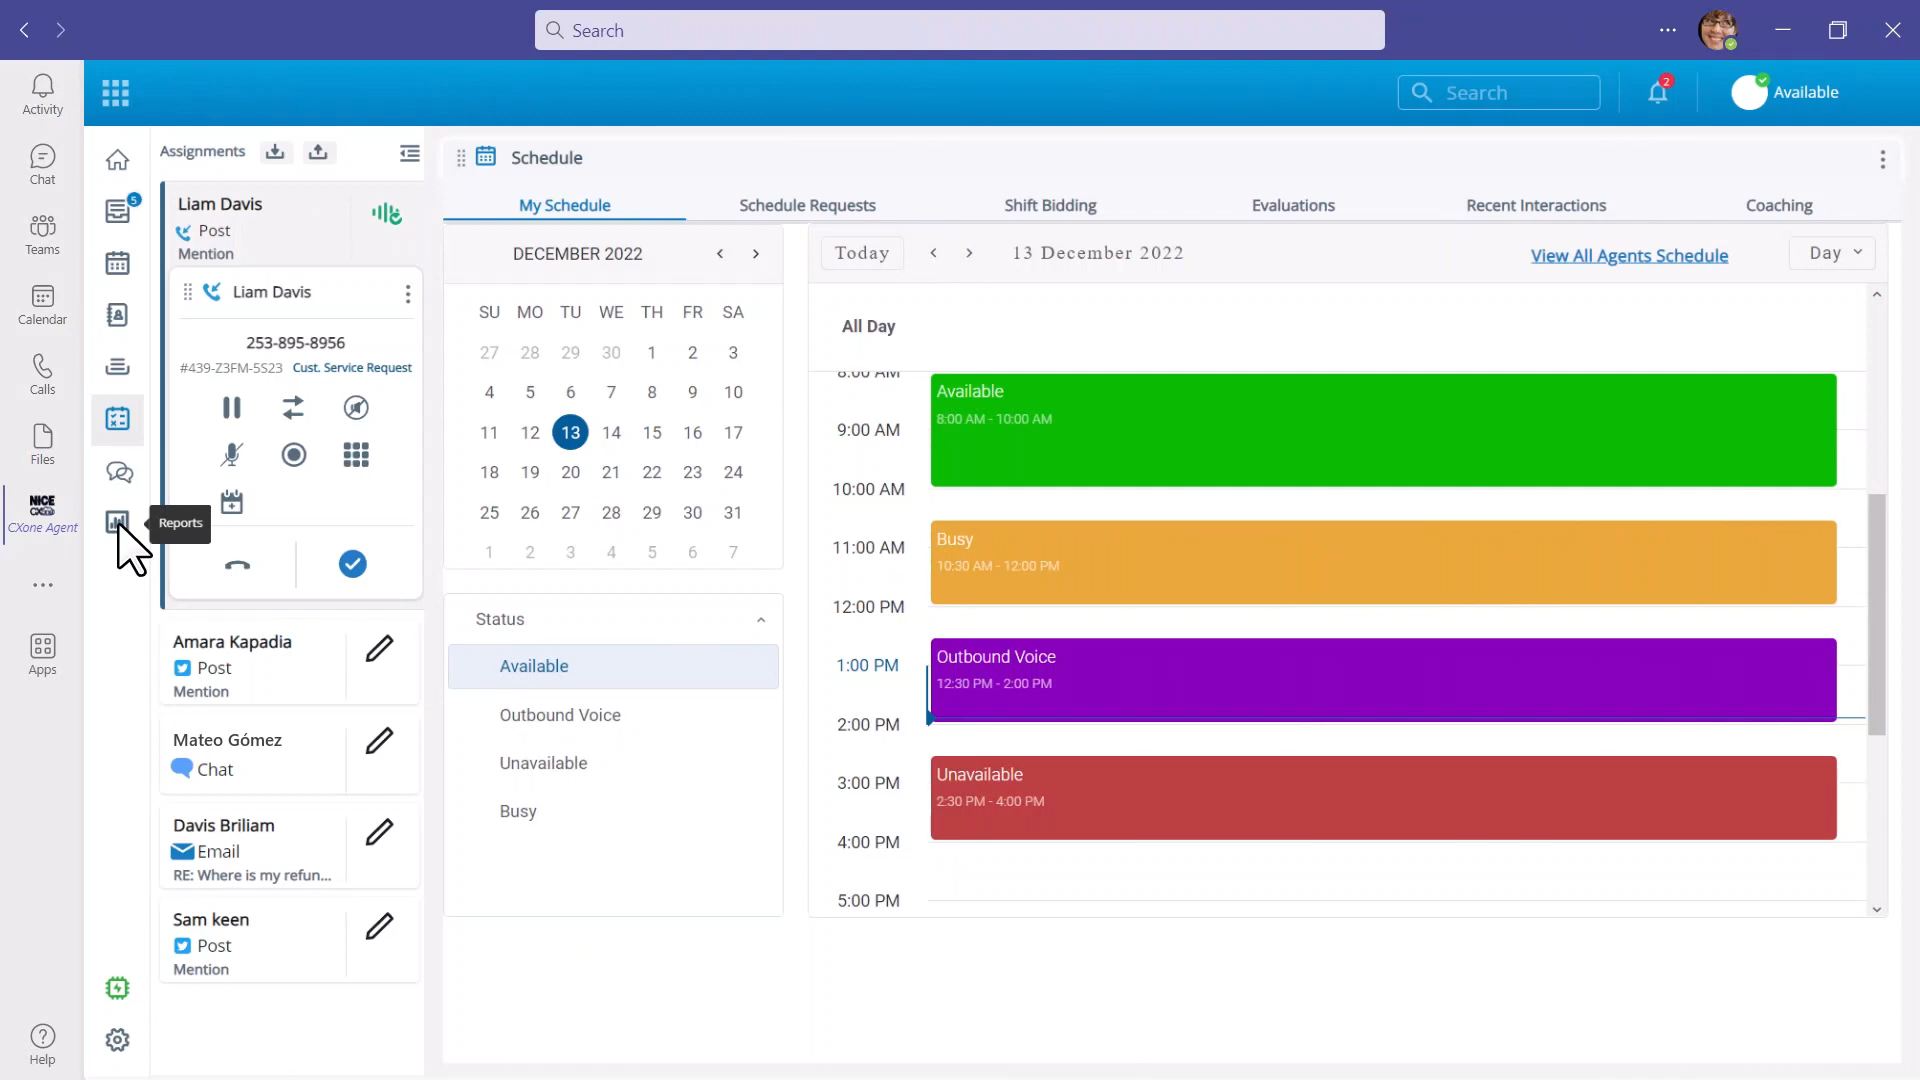 Search
Search
2
Available
Activity
Chat
Teams
Calendar
Calls
Files
NICE
CXone
CXone Agent
Apps
Help
5
Reports
Assignments
Liam Davis
Post
Mention
Liam Davis
253-895-8956
#439-Z3FM-5S23 Cust. Service Request
Amara Kapadia
Post
Mention
Mateo Gómez
Chat
Davis Briliam
Email
RE: Where is my refun...
Sam keen
Post
Mention
Schedule
My Schedule Schedule Requests Shift Bidding Evaluations Recent Interactions Coaching
DECEMBER 2022
SU MO TU WE TH FR SA
27 28 29 30 1 2 3
4 5 6 7 8 9 10
11 12 13 14 15 16 17
18 19 20 21 22 23 24
25 26 27 28 29 30 31
1 2 3 4 5 6 7
Status
Available
Outbound Voice
Unavailable
Busy
Today 13 December 2022 View All Agents Schedule Day
All Day
8:00 AM
Available
8:00 AM - 10:00 AM
9:00 AM
10:00 AM
Busy
11:00 AM
10:30 AM - 12:00 PM
12:00 PM
Outbound Voice
1:00 PM
12:30 PM - 2:00 PM
2:00 PM
Unavailable
3:00 PM
2:30 PM - 4:00 PM
4:00 PM
5:00 PM